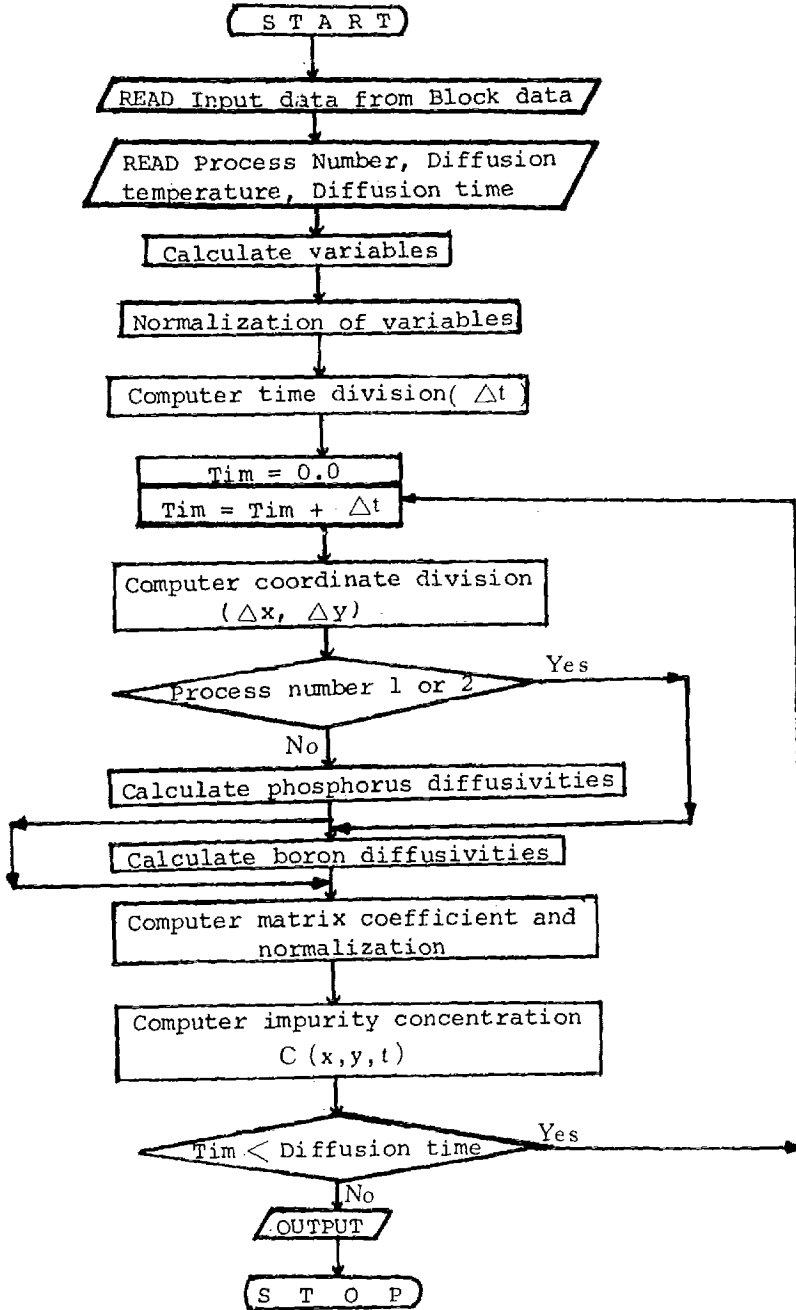 S T A R T
READ Input data from Block data
READ Process Number, Diffusion
temperature, Diffusion time
Calculate variables
Normalization of variables
Computer time division( △t )
Tim = 0.0
Tim = Tim + △t
Computer coordinate division
(△x, △y)
Process number 1 or 2
Yes
No
Calculate phosphorus diffusivities
Calculate boron diffusivities
Computer matrix coefficient and
normalization
Computer impurity concentration
C (x,y,t)
Tim < Diffusion time
Yes
No
OUTPUT
S T O P